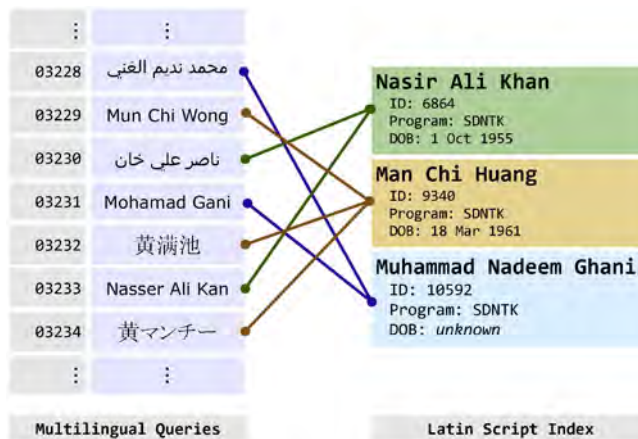 ⋮ ⋮
03228 محمد نديم الغني
03229 Mun Chi Wong
03230 ناصر علي خان
03231 Mohamad Gani
03232 黄满池
03233 Nasser Ali Kan
03234 黄マンチー
⋮ ⋮
Multilingual Queries
Nasir Ali Khan
ID: 6864
Program: SDNTK
DOB: 1 Oct 1955
Man Chi Huang
ID: 9340
Program: SDNTK
DOB: 18 Mar 1961
Muhammad Nadeem Ghani
ID: 10592
Program: SDNTK
DOB: unknown
Latin Script Index